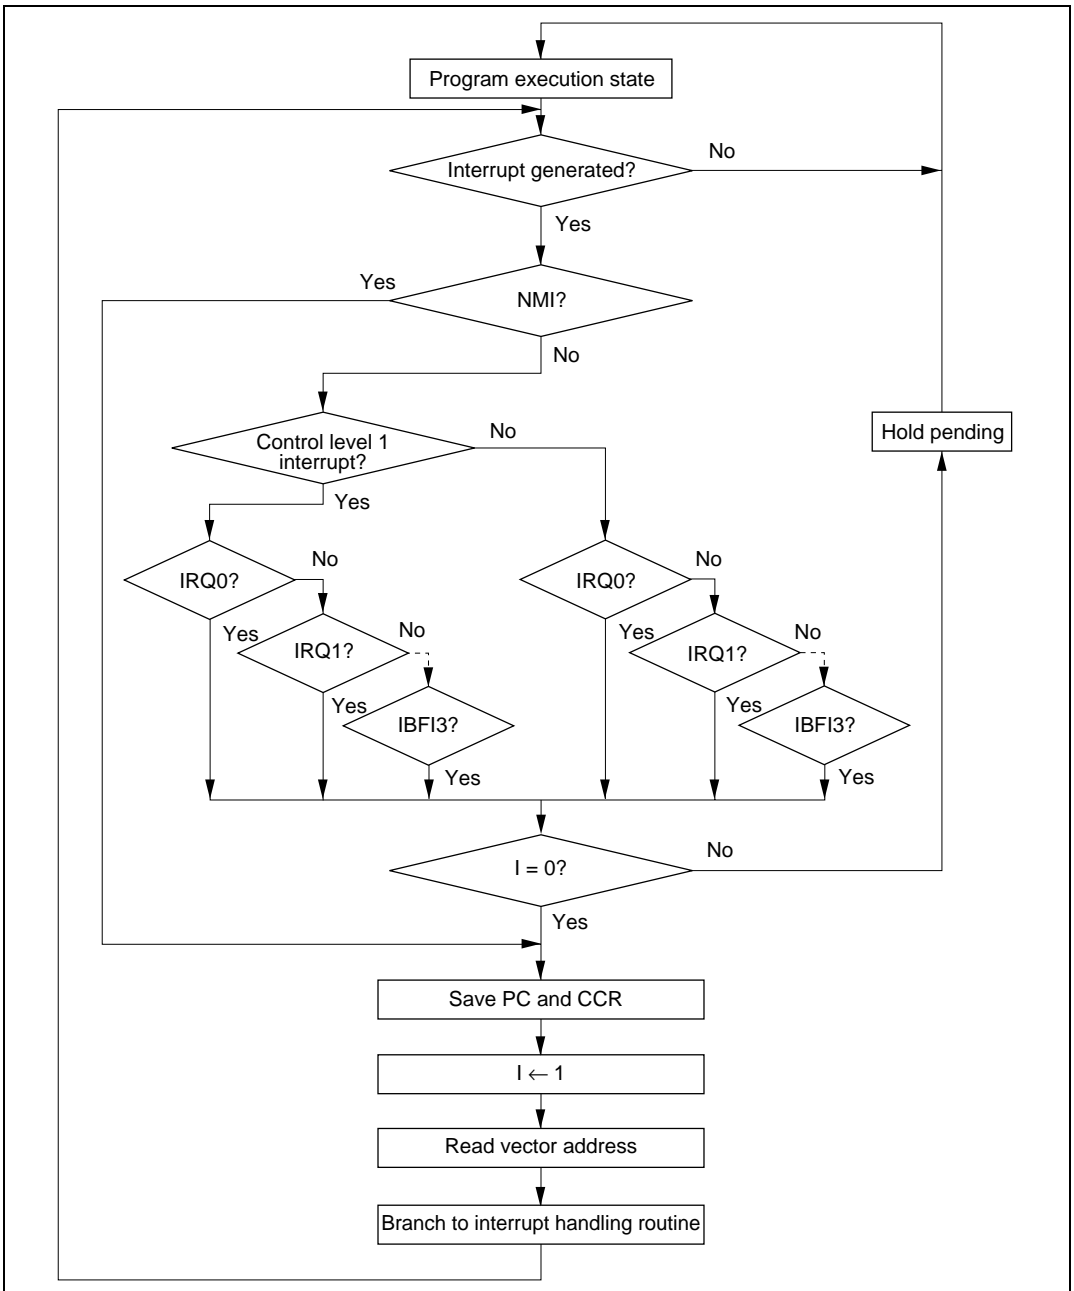 Program execution state
Interrupt generated?
No
Yes
Yes
NMI?
No
Hold pending
Control level 1
interrupt?
No
Yes
IRQ0?
No
Yes
IRQ1?
No
Yes
IBFI3?
Yes
IRQ0?
No
Yes
IRQ1?
No
Yes
IBFI3?
Yes
I = 0?
No
Yes
Save PC and CCR
I ← 1
Read vector address
Branch to interrupt handling routine